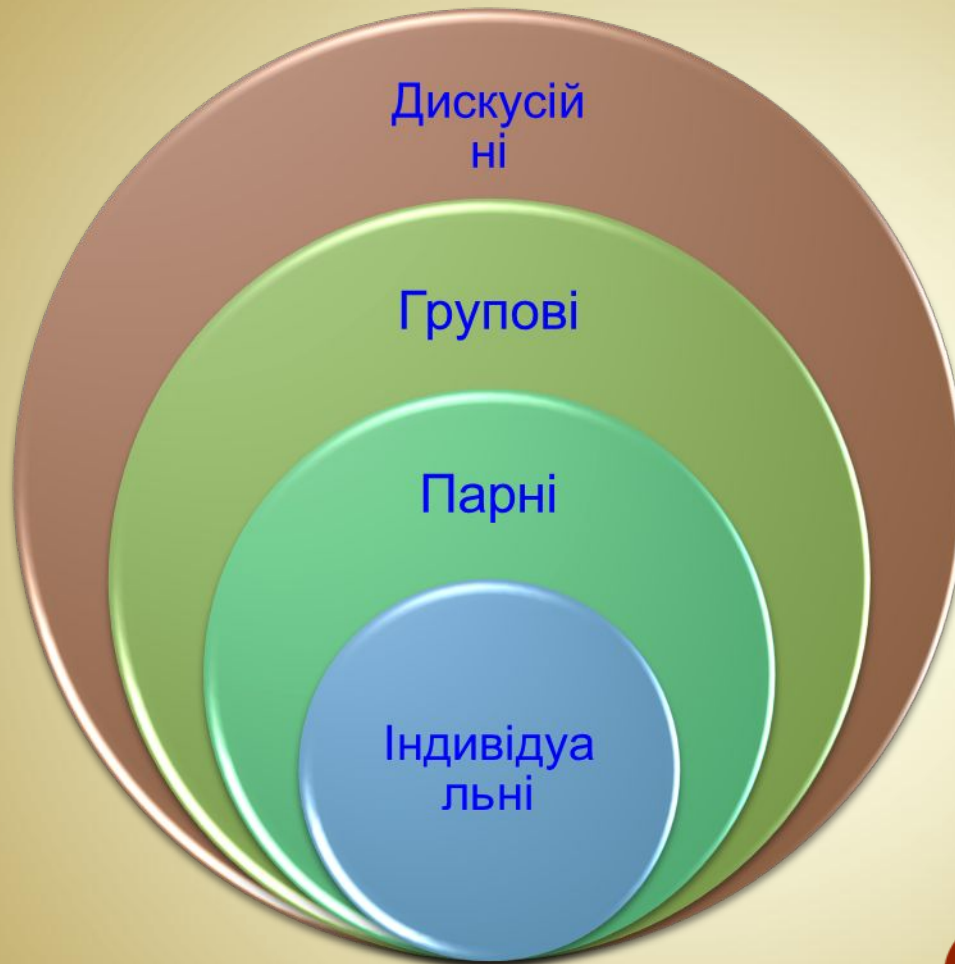 Дискусій
ні
Групові
Парні
Індивідуа
льні